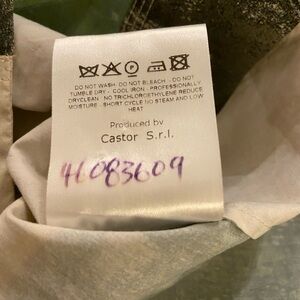 DO NOT WASH - DO NOT BLEACH - DO NOT
TUMBLE DRY - COOL IRON - PROFESSIONALLY
DRYCLEAN - NO TRICHLOROETHYLENE REDUCE
MOISTURE - SHORT CYCLE NO STEAM AND LOW
HEAT
Produced by
Castor S.r.l.
46083609